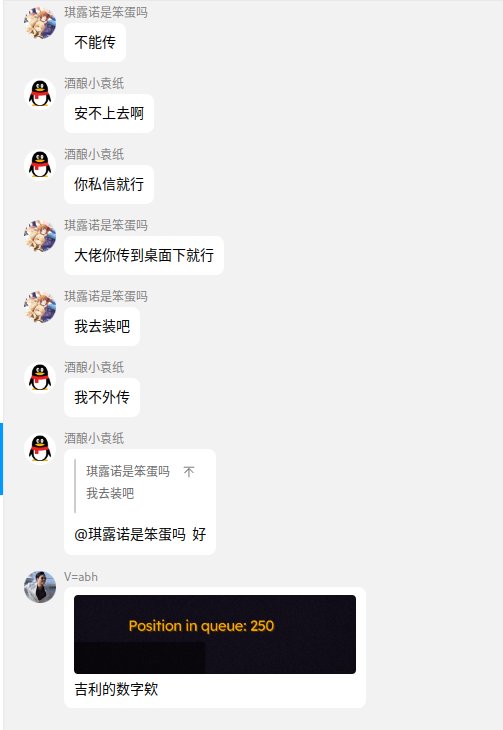 琪露诺是笨蛋吗
不能传
酒酿小袁纸
安不上去啊
酒酿小袁纸
你私信就行
琪露诺是笨蛋吗
大佬你传到桌面下就行
琪露诺是笨蛋吗
我去装吧
酒酿小袁纸
我不外传
酒酿小袁纸
琪露诺是笨蛋吗 不
我去装吧
@琪露诺是笨蛋吗 好
V=abh
Position in queue: 250
吉利的数字欸